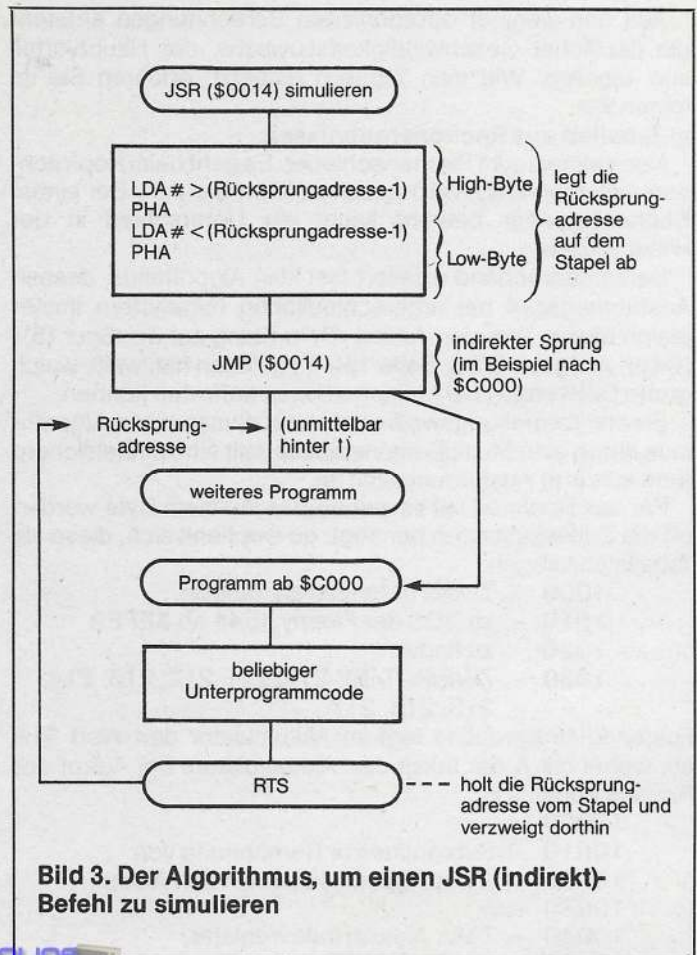 JSR ($0014) simulieren
LDA # >(Rücksprungadresse-1)
PHA
LDA # <(Rücksprungadresse-1)
PHA
High-Byte
Low-Byte
legt die
Rücksprung-
adresse
auf dem
Stapel ab
JMP ($0014)
indirekter Sprung
(im Beispiel nach
$C000)
Rücksprung-
adresse
(unmittelbar
hinter 1)
weiteres Programm
Programm ab $C000
beliebiger
Unterprogrammcode
RTS
holt die Rücksprung-
adresse vom Stapel und
verzweigt dorthin
Bild 3. Der Algorithmus, um einen JSR (indirekt)-
Befehl zu simulieren